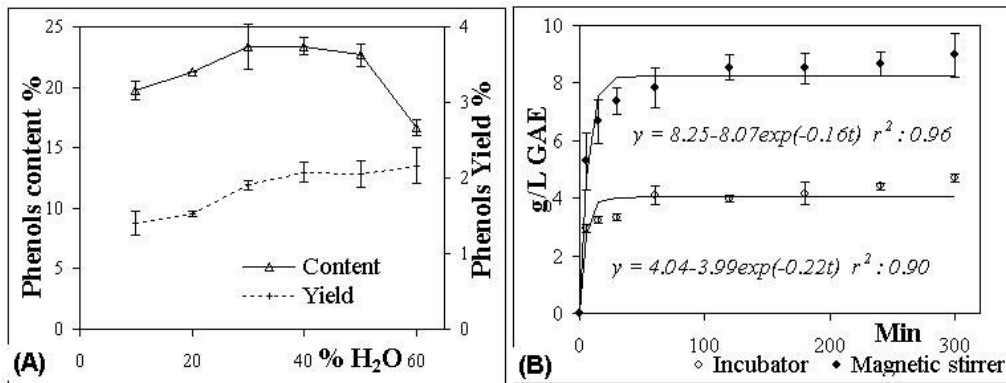 25
20
15
10
5
0
Phenols content %
4
3
2
1
0
Phenols Yield %
Content
Yield
0
20
40
60
% H₂O
(A)
10
8
6
4
2
0
g/L GAE
y = 8.25-8.07exp(-0.16t) r² : 0.96
y = 4.04-3.99exp(-0.22t) r² : 0.90
Min
0
100
200
300
(B)
Incubator
Magnetic stirrer